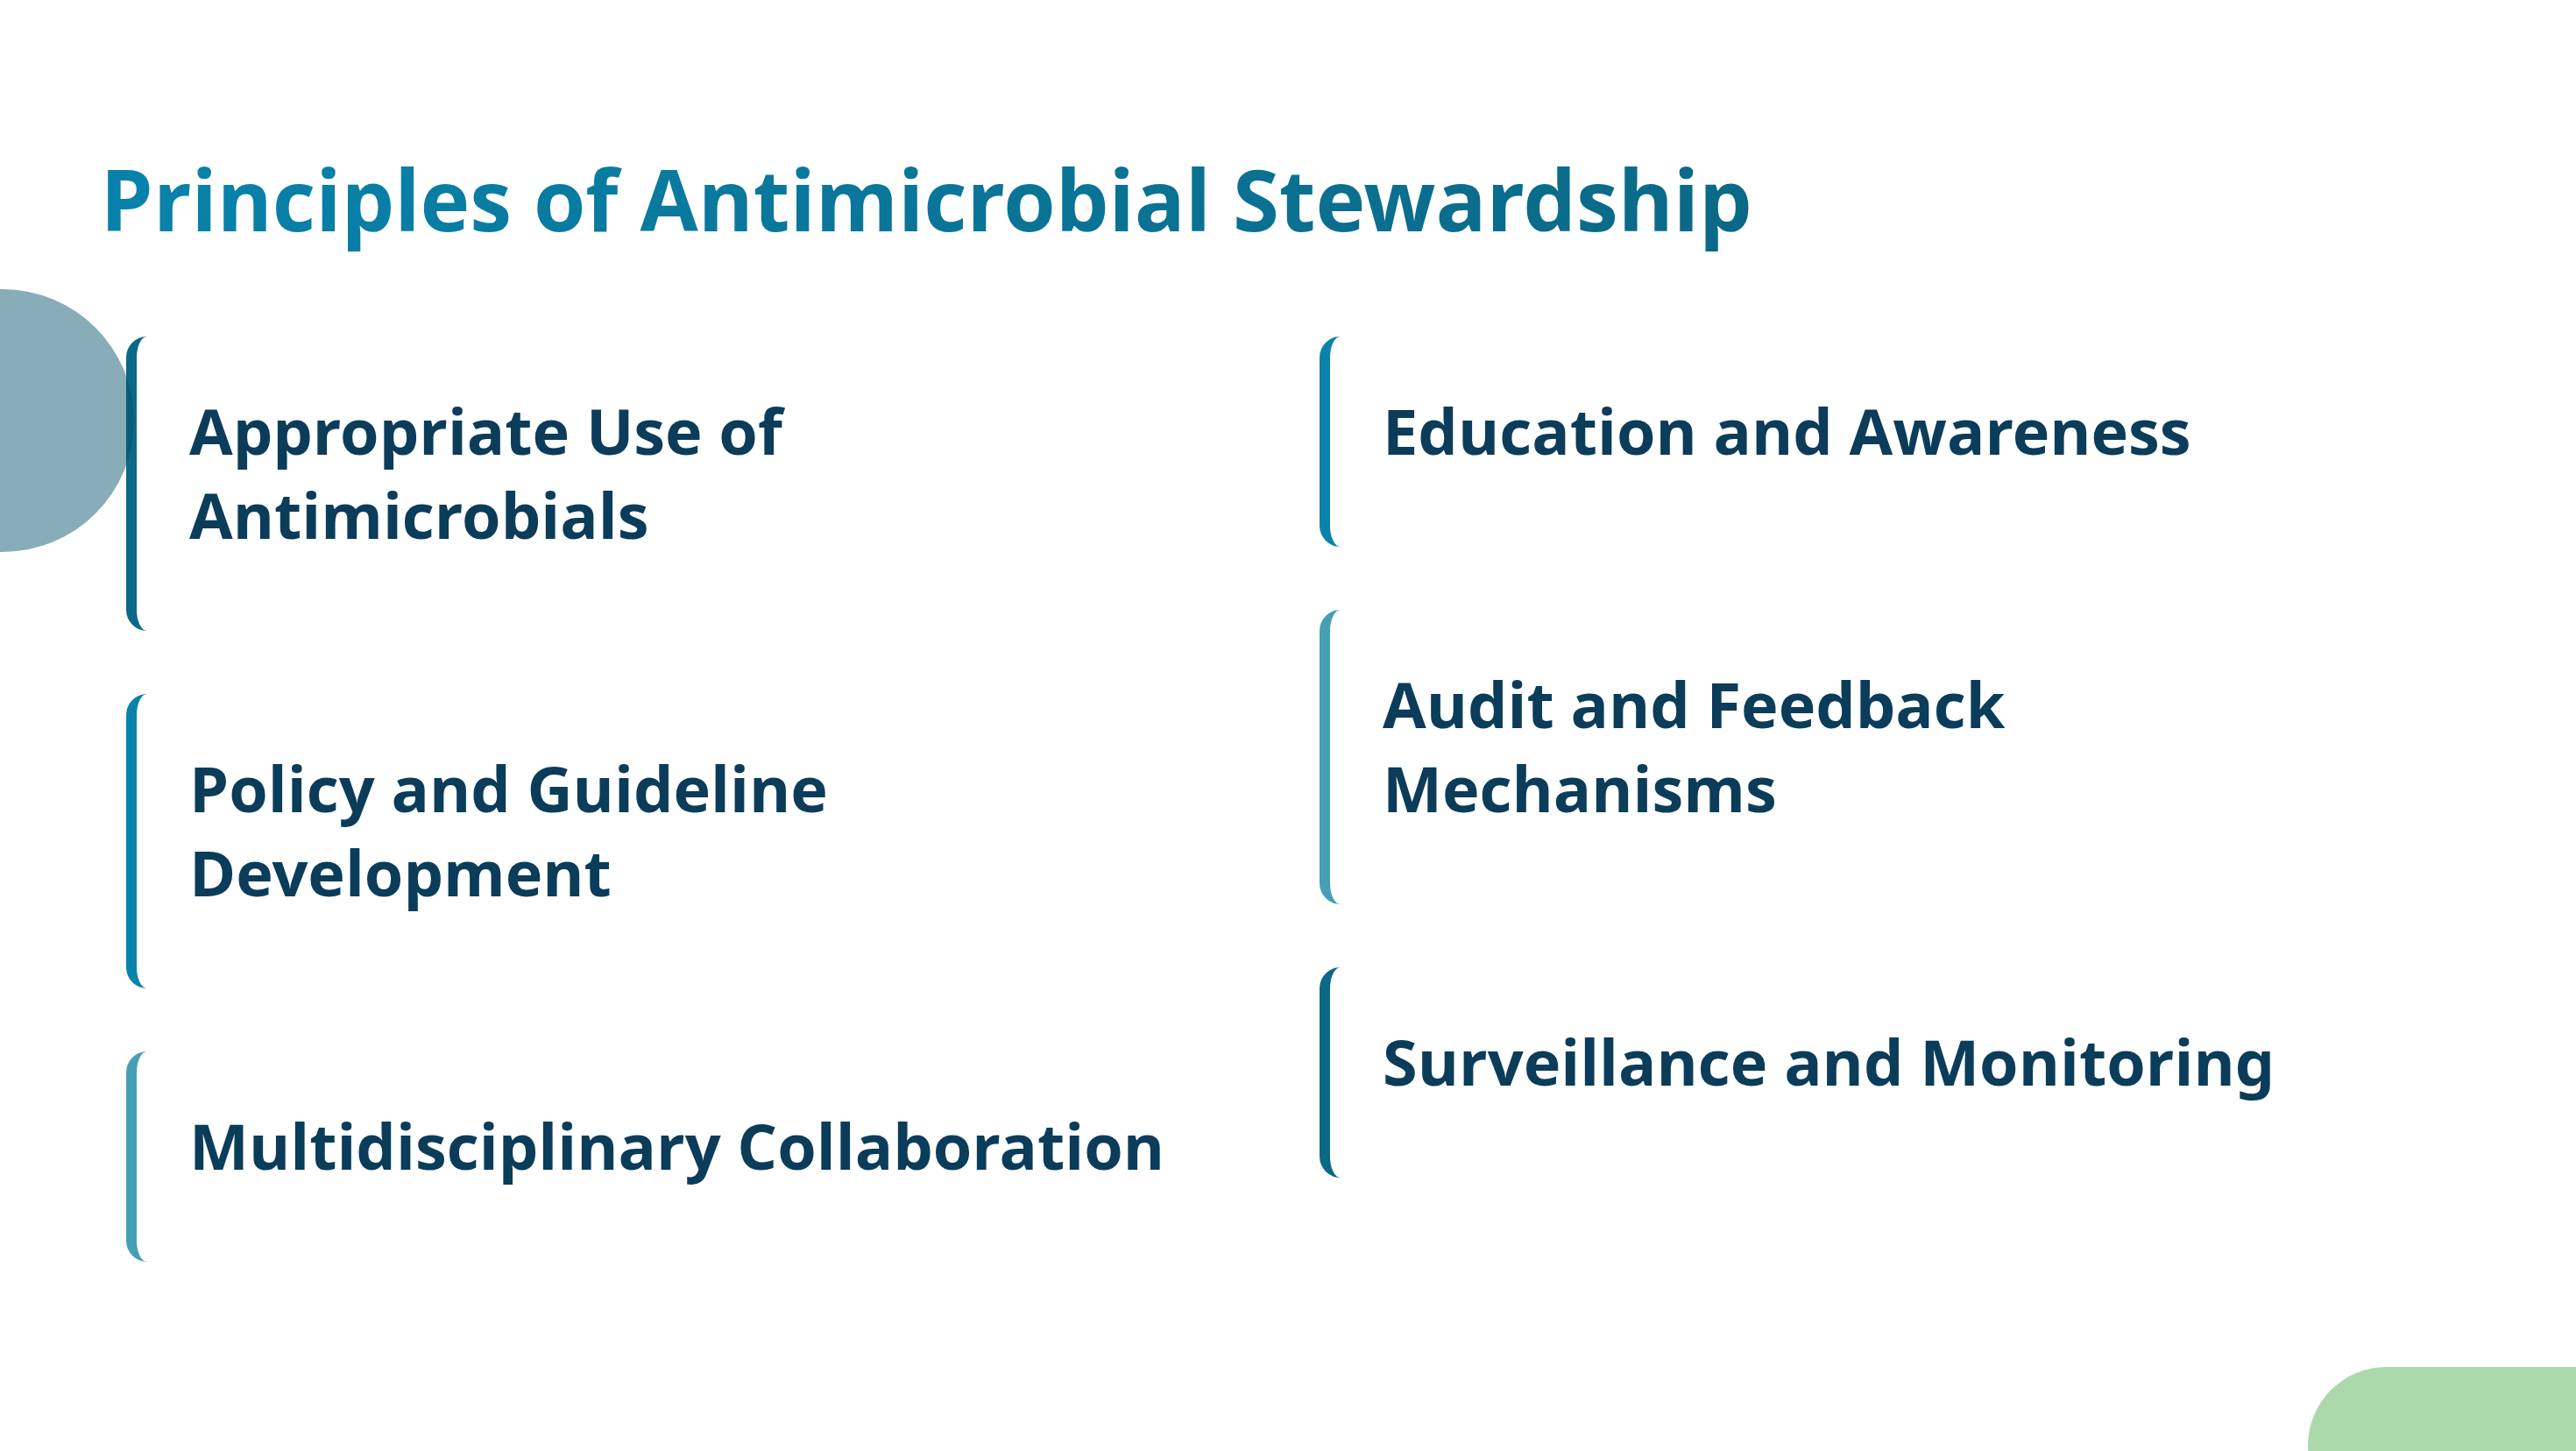 Principles of Antimicrobial Stewardship
Appropriate Use of
Antimicrobials
Policy and Guideline
Development
Multidisciplinary Collaboration
Education and Awareness
Audit and Feedback
Mechanisms
Surveillance and Monitoring